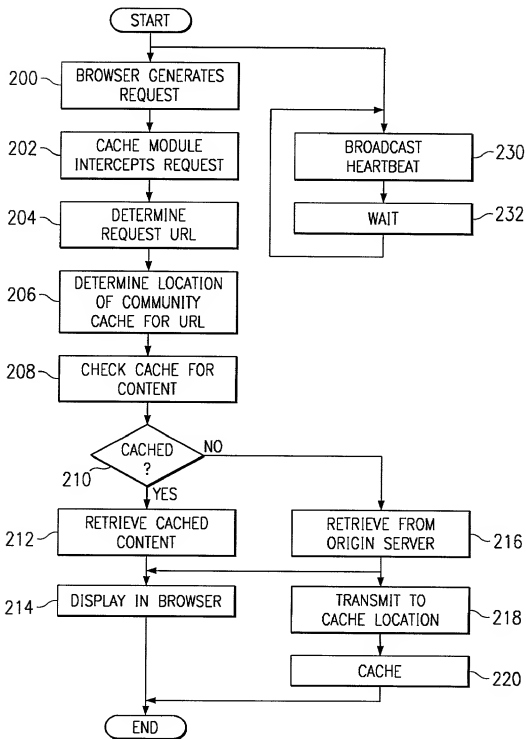 START
200
BROWSER GENERATES
REQUEST
202
CACHE MODULE
INTERCEPTS REQUEST
204
DETERMINE
REQUEST URL
206
DETERMINE LOCATION
OF COMMUNITY
CACHE FOR URL
208
CHECK CACHE FOR
CONTENT
210
CACHED
?
NO
YES
212
RETRIEVE CACHED
CONTENT
214
DISPLAY IN BROWSER
RETRIEVE FROM
ORIGIN SERVER
216
TRANSMIT TO
CACHE LOCATION
218
CACHE
220
BROADCAST
HEARTBEAT
230
WAIT
232
END